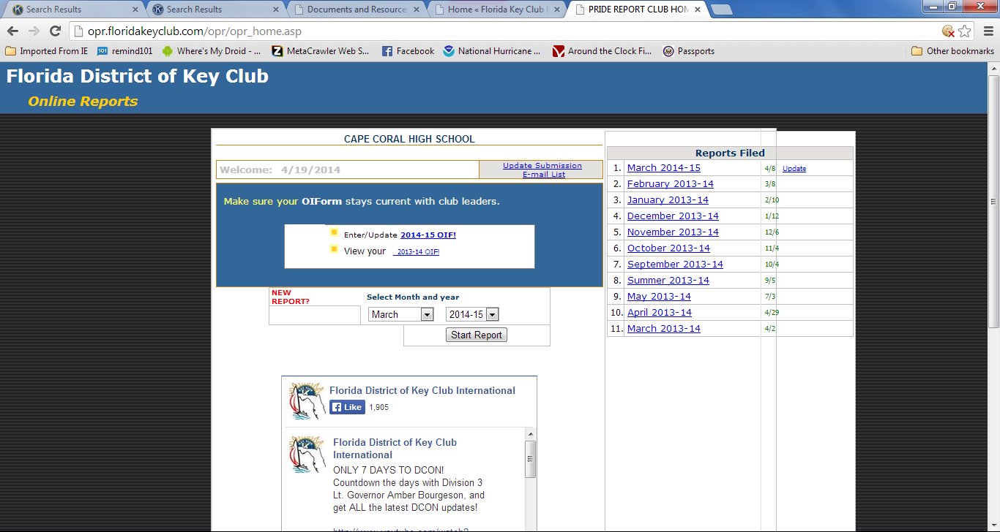 Search Results
Search Results
Documents and Resource
Home « Florida Key Club
PRIDE REPORT CLUB HOM
opr.floridakeyclub.com/opr/opr_home.asp
Imported From IE
101 remind101
Where's My Droid - ...
Z MetaCrawler Web S...
Facebook
National Hurricane ...
Around the Clock Fi...
Passports
Other bookmarks
Florida District of Key Club
Online Reports
CAPE CORAL HIGH SCHOOL
Welcome: 4/19/2014
Update Submission
E-mail List
Make sure your OIForm stays current with club leaders.
Enter/Update 2014-15 OIF!
View your 2013-14 OIF!
NEW
REPORT?
Select Month and year
March 2014-15
Start Report
Florida District of Key Club International
Like 1,905
Florida District of Key Club
International
ONLY 7 DAYS TO DCON!
Countdown the days with Division 3
Lt. Governor Amber Bourgeson, and
get ALL the latest DCON updates!
Reports Filed
1. March 2014-15 4/8 Update
2. February 2013-14 3/8
3. January 2013-14 2/10
4. December 2013-14 1/12
5. November 2013-14 12/6
6. October 2013-14 11/4
7. September 2013-14 10/4
8. Summer 2013-14 9/5
9. May 2013-14 7/3
10. April 2013-14 4/29
11. March 2013-14 4/2